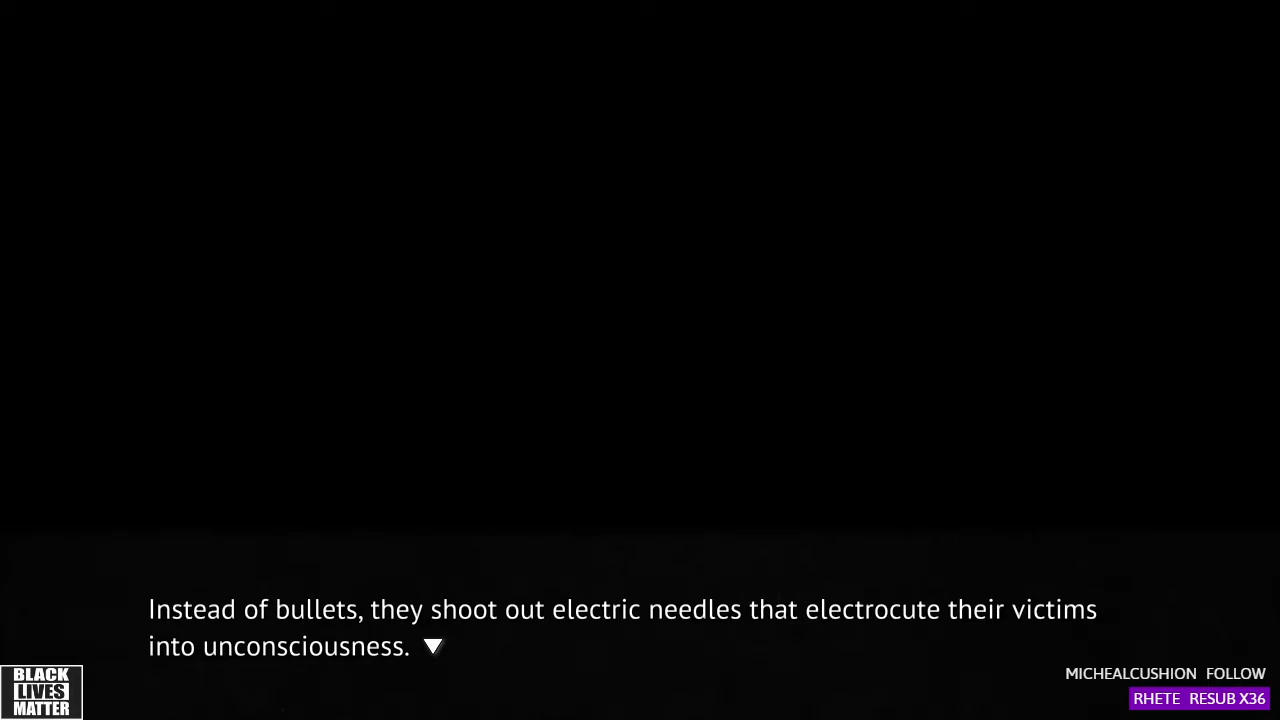 Instead of bullets, they shoot out electric needles that electrocute their victims
into unconsciousness.
BLACK
LIVES
MATTER
MICHEALCUSHION FOLLOW
RHETE RESUB X36